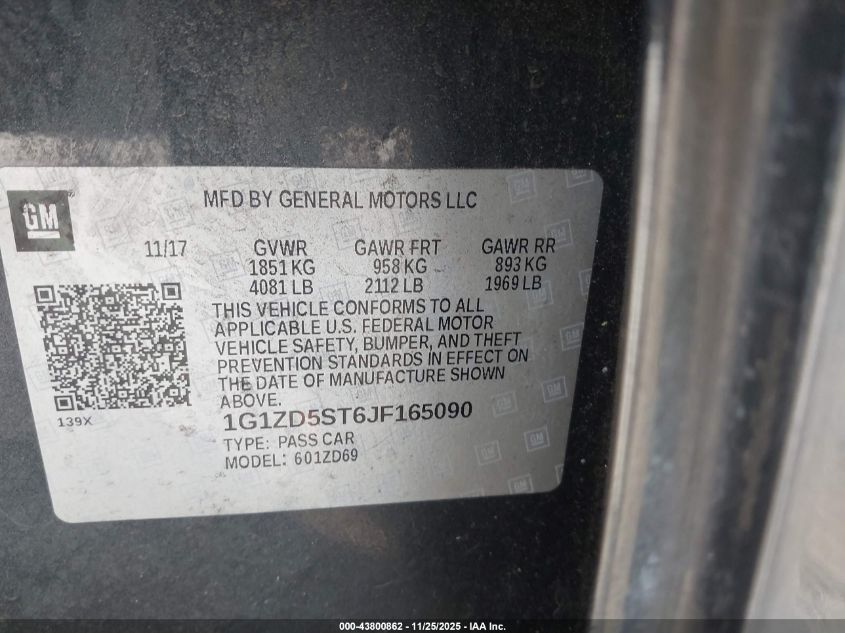 GM
MFD BY GENERAL MOTORS LLC
11/17 GVWR GAWR FRT GAWR RR
1851 KG 958 KG 893 KG
4081 LB 2112 LB 1969 LB
THIS VEHICLE CONFORMS TO ALL
APPLICABLE U.S. FEDERAL MOTOR
VEHICLE SAFETY, BUMPER, AND THEFT
PREVENTION STANDARDS IN EFFECT ON
THE DATE OF MANUFACTURE SHOWN
ABOVE.
139X
1G1ZD5ST6JF165090
TYPE: PASS CAR
MODEL: 601ZD69
000-43800862 - 11/25/2025 - IAA Inc.